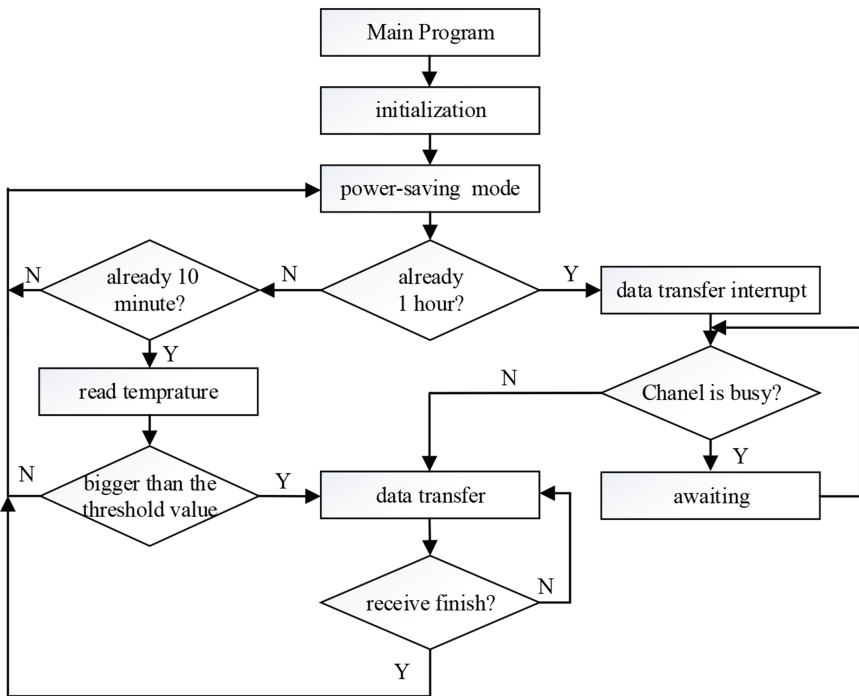 Main Program
initialization
power-saving mode
N
already 10
minute?
N
already
1 hour?
Y
data transfer interrupt
Y
read temprature
N
Chanel is busy?
Y
N
bigger than the
threshold value
Y
data transfer
awaiting
receive finish?
N
Y